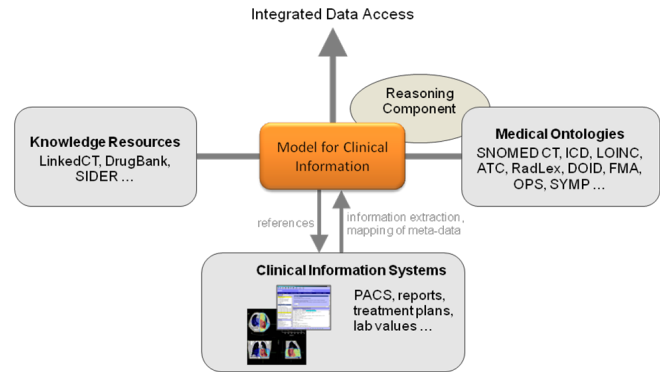 Integrated Data Access
Reasoning
Component
Knowledge Resources
LinkedCT, DrugBank,
SIDER ...
Model for Clinical
Information
Medical Ontologies
SNOMED CT, ICD, LOINC,
ATC, RadLex, DOID, FMA,
OPS, SYMP ...
references
information extraction,
mapping of meta-data
Clinical Information Systems
PACS, reports,
treatment plans,
lab values ...